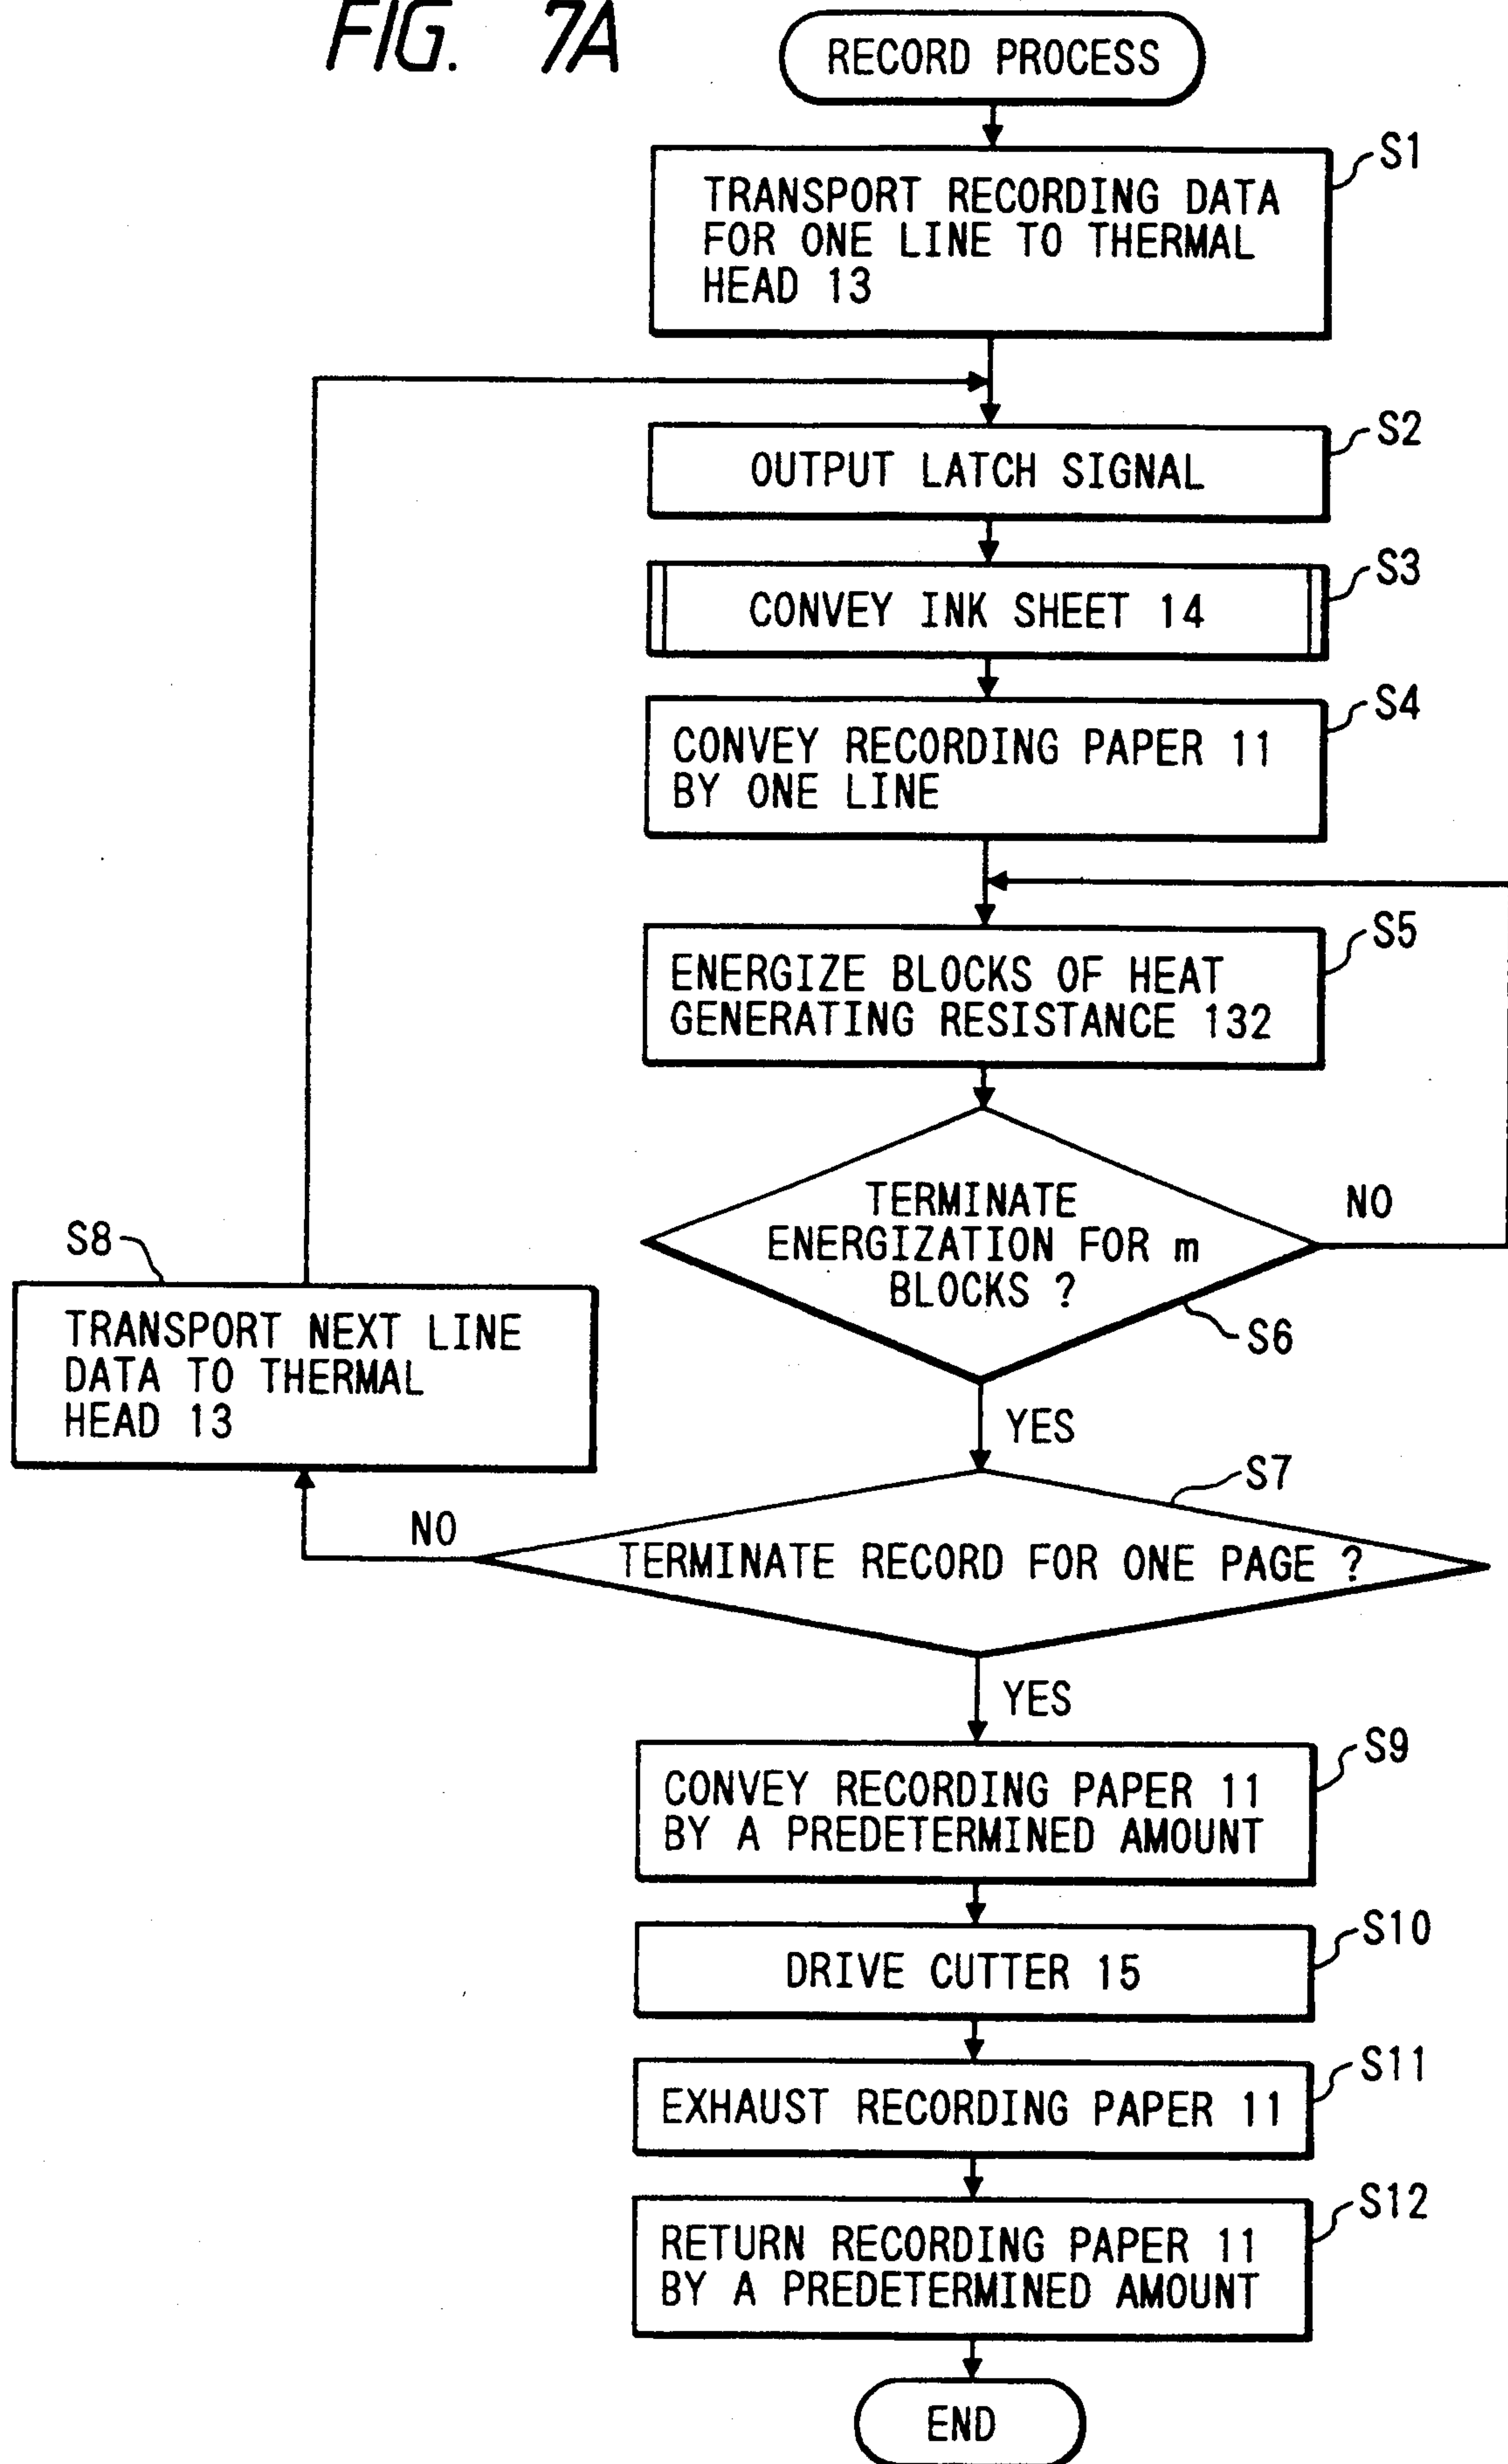 FIG. 7A
RECORD PROCESS
S1
TRANSPORT RECORDING DATA
FOR ONE LINE TO THERMAL
HEAD 13
S2
OUTPUT LATCH SIGNAL
S3
CONVEY INK SHEET 14
S4
CONVEY RECORDING PAPER 11
BY ONE LINE
S5
ENERGIZE BLOCKS OF HEAT
GENERATING RESISTANCE 132
TERMINATE
ENERGIZATION FOR m
BLOCKS ?
NO
S6
YES
S8
TRANSPORT NEXT LINE
DATA TO THERMAL
HEAD 13
S7
NO
TERMINATE RECORD FOR ONE PAGE ?
YES
S9
CONVEY RECORDING PAPER 11
BY A PREDETERMINED AMOUNT
S10
DRIVE CUTTER 15
S11
EXHAUST RECORDING PAPER 11
S12
RETURN RECORDING PAPER 11
BY A PREDETERMINED AMOUNT
END